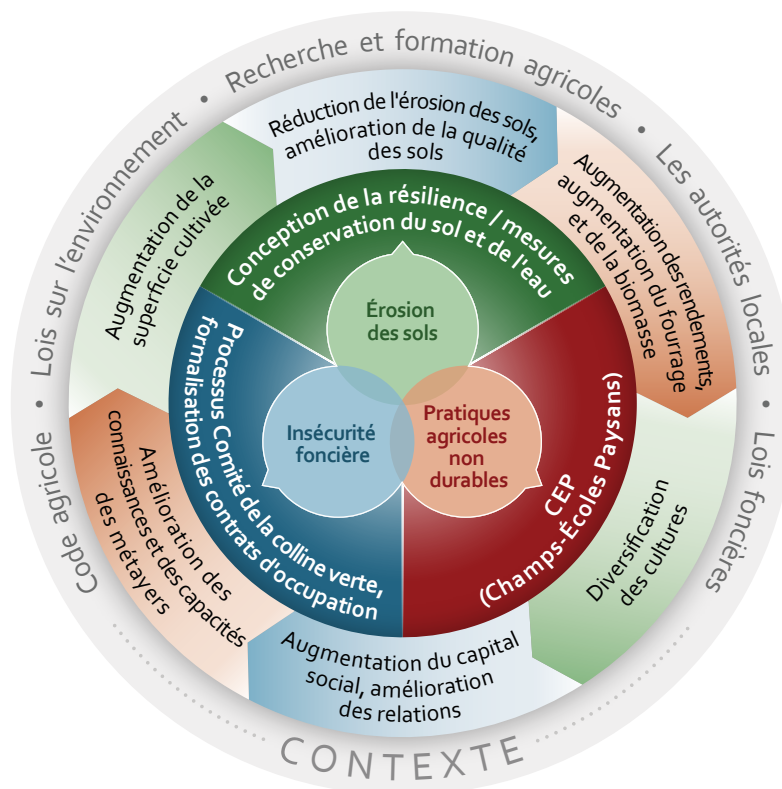 Code agricole • Lois sur l'environnement • Recherche et formation agricoles • Les autorités locales • Lois foncières
Réduction de l'érosion des sols,
amélioration de la qualité
des sols
Augmentation des rendements,
augmentation du fourrage
et de la biomasse
Diversification
des cultures
Augmentation du capital
social, amélioration
des relations
Amélioration des
connaissances et des capacités
des métayers
Augmentation de la
superficie cultivée
Conception de la résilience / mesures
de conservation du sol et de l'eau
CEP
(Champs-Écoles Paysans)
Processus Comité de la colline verte,
formalisation des contrats d'occupation
Érosion
des sols
Insécurité
foncière
Pratiques
agricoles
non
durables
CONTEXTE